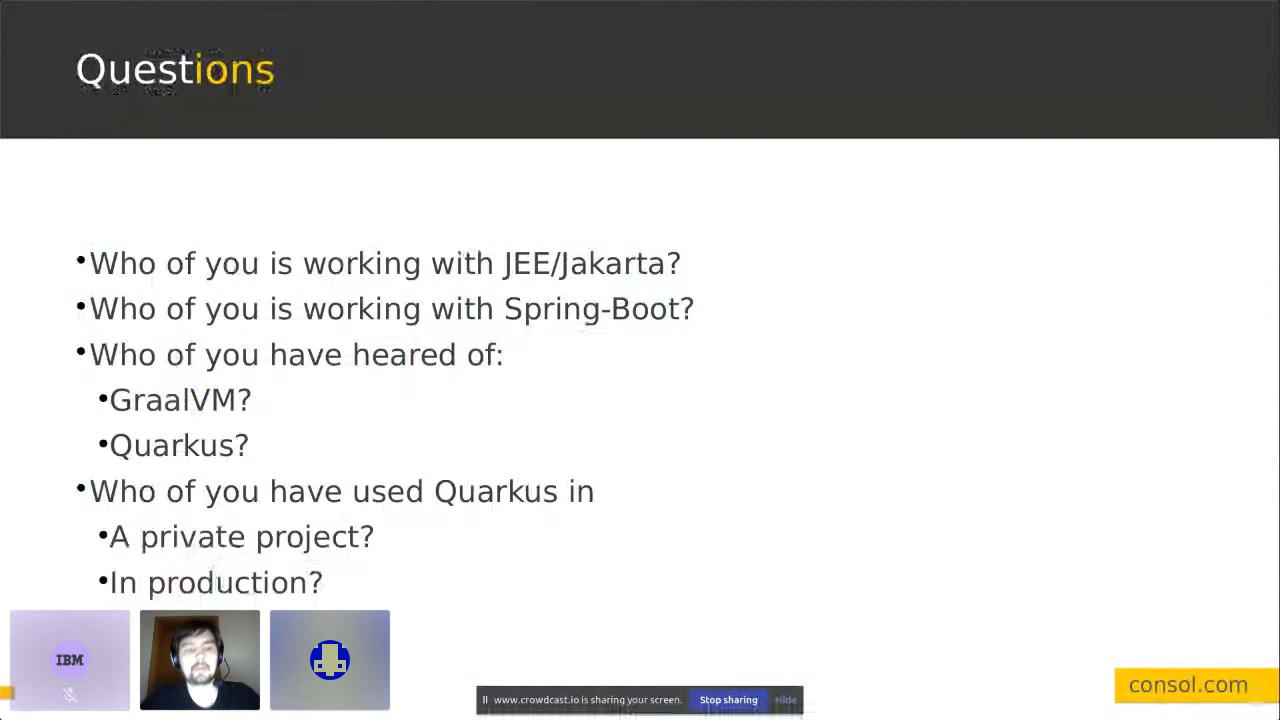 Questions
•Who of you is working with JEE/Jakarta?
•Who of you is working with Spring-Boot?
•Who of you have heared of:
•GraalVM?
•Quarkus?
•Who of you have used Quarkus in
•A private project?
•In production?
IBM
www.crowdcast.io is sharing your screen. Stop sharing Hide
consol.com